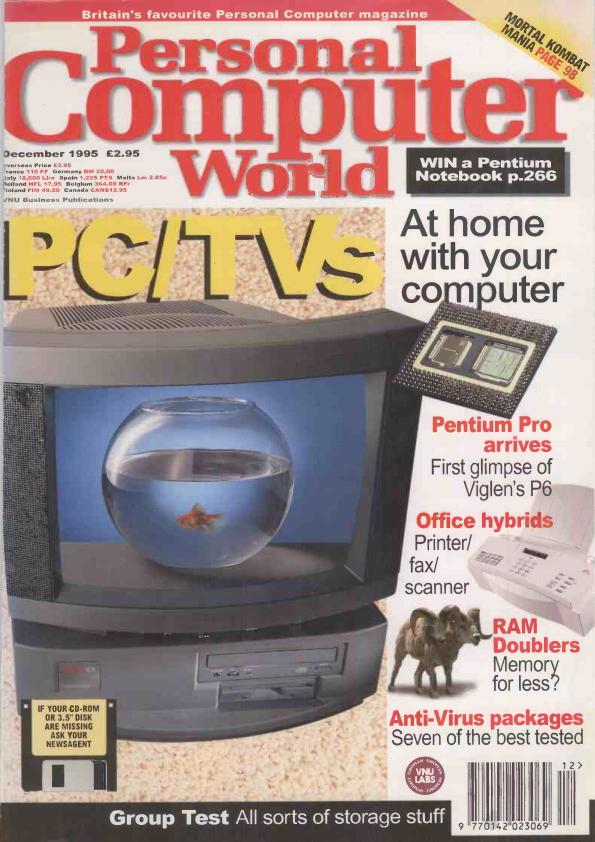 Britain's favourite Personal Computer magazine
MORTAL KOMBAT
MANIA PAGE 98
Personal
Computer
World
December 1995 £2.95
Overseas Price £3.95
France 110 FF Germany DM 20,00
Italy 18,000 Lire Spain 1,225 PTS Malta Lm 2.85c
Holland HFL 17,95 Belgium 364.00 BFr
Finland FIM 49,50 Canada CAN$12.95
VNU Business Publications
WIN a Pentium
Notebook p.266
PC/TVs
At home
with your
computer
Pentium Pro
arrives
First glimpse of
Viglen's P6
Office hybrids
Printer/
fax/
scanner
RAM
Doublers
Memory
for less?
Anti-Virus packages
Seven of the best tested
IF YOUR CD-ROM
OR 3.5" DISK
ARE MISSING
ASK YOUR
NEWSAGENT
EUROPEAN
VNU
LABS
EUROPEAN
12>
9 770142 023069
Group Test All sorts of storage stuff